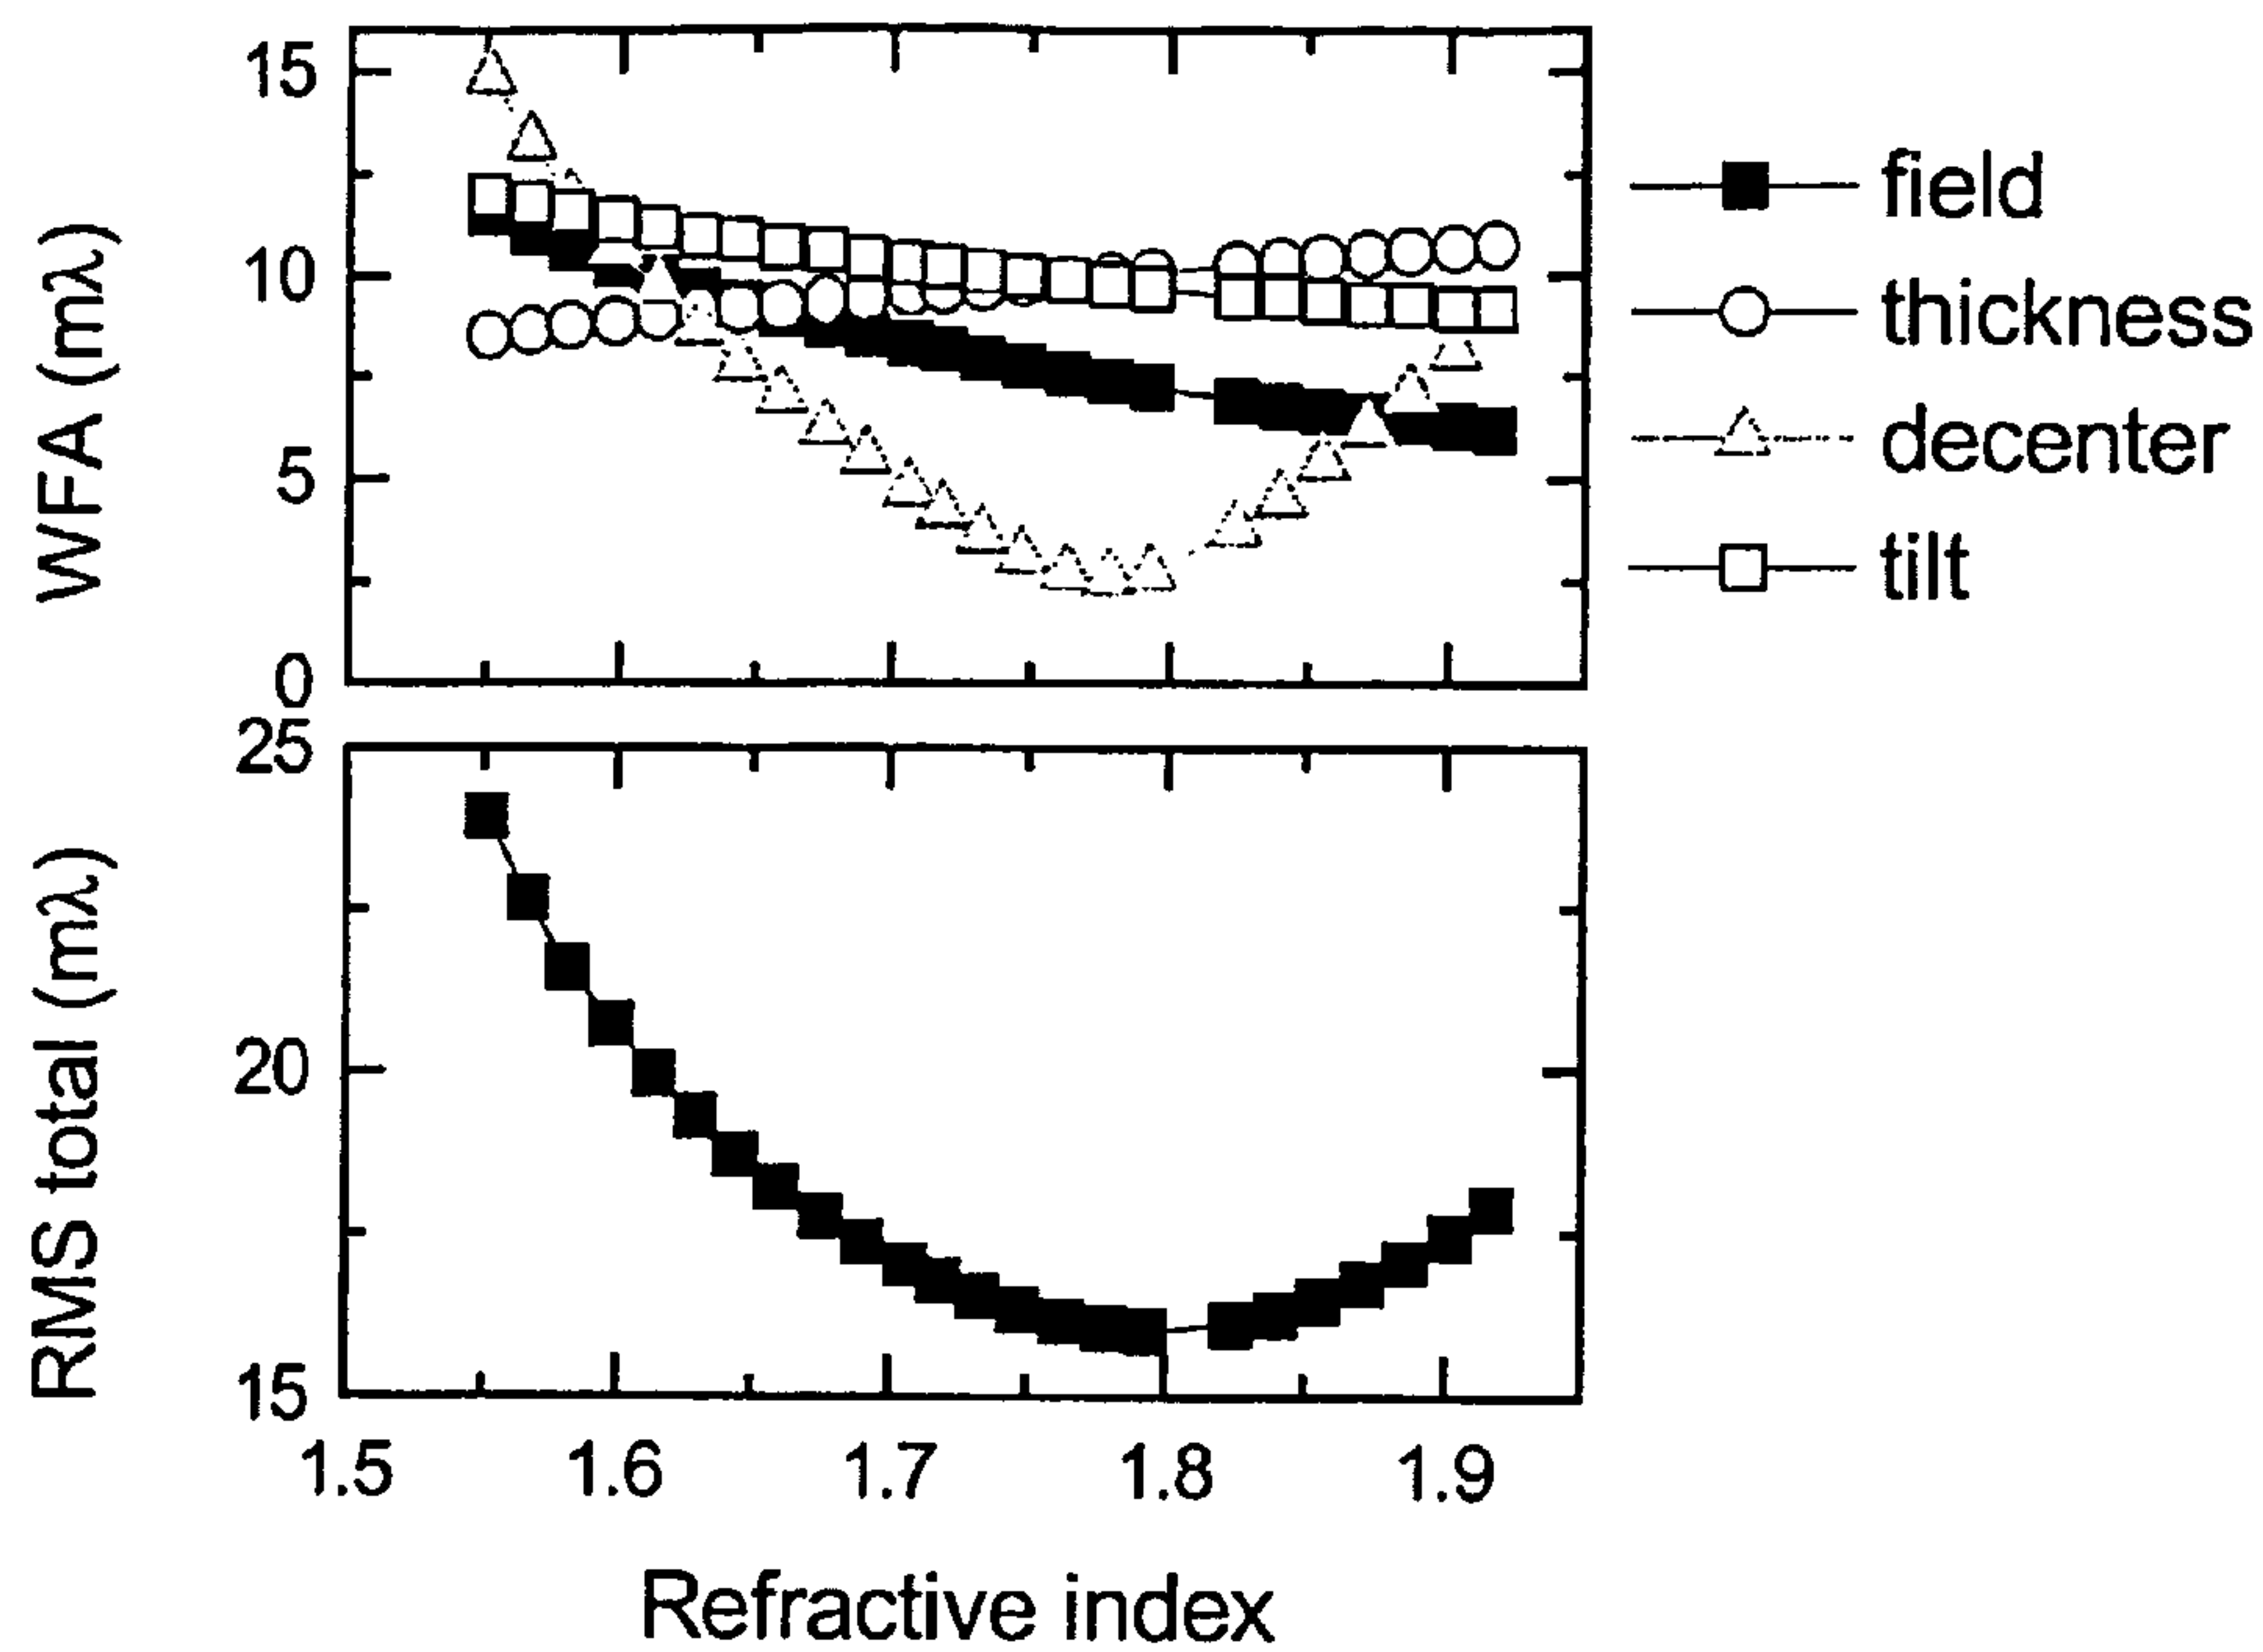 15
10
5
0
WFA (mλ)
field
thickness
decenter
tilt
25
20
15
RMS total (mλ)
1.5 1.6 1.7 1.8 1.9
Refractive index